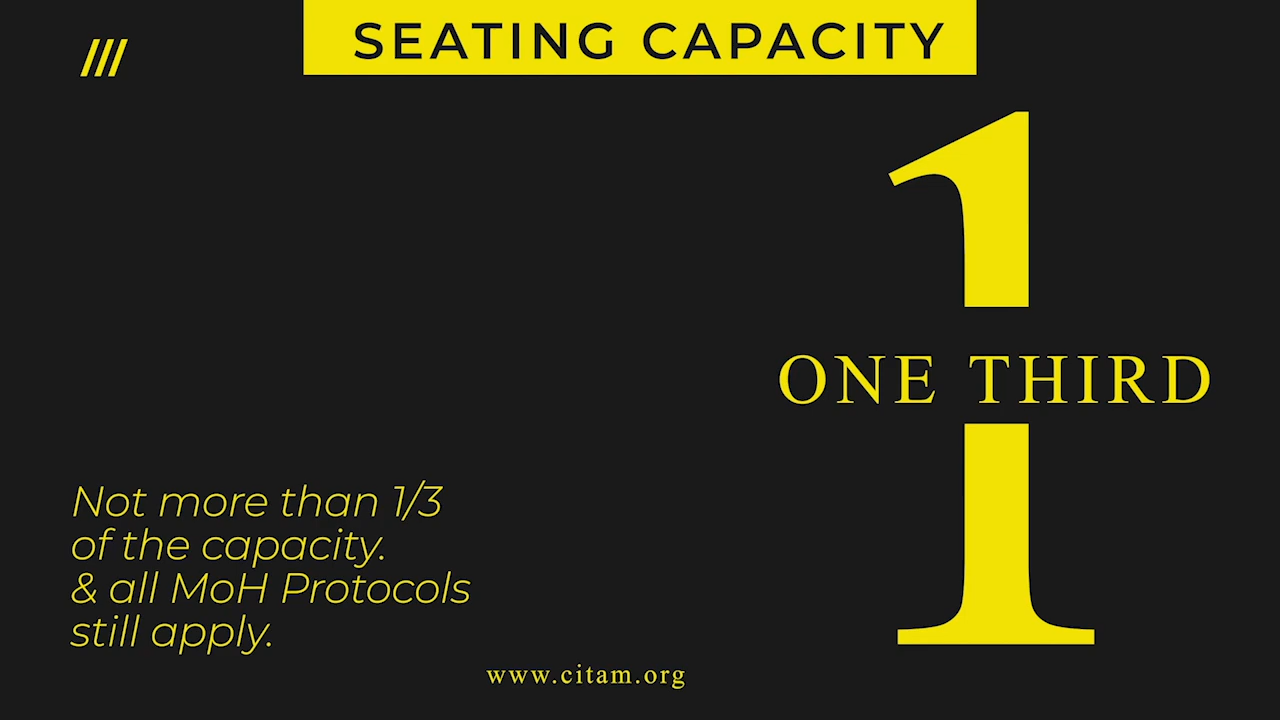 ///
SEATING CAPACITY
1
ONE THIRD
Not more than 1/3
of the capacity.
& all MoH Protocols
still apply.
www.citam.org